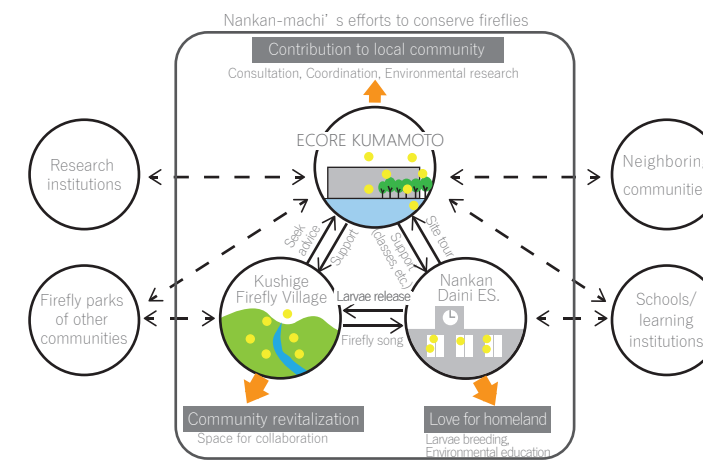 Nankan-machi’s efforts to conserve fireflies
Contribution to local community
Consultation, Coordination, Environmental research
ECORE KUMAMOTO
Research
institutions
Neighboring
communities
Seek
advice
Support
Support
(classes, etc.)
Site tour
Firefly parks
of other
communities
Kushige
Firefly Village
Larvae release
Firefly song
Nankan
Daini ES.
Schools/
learning
institutions
Community revitalization
Space for collaboration
Love for homeland
Larvae breeding,
Environmental education